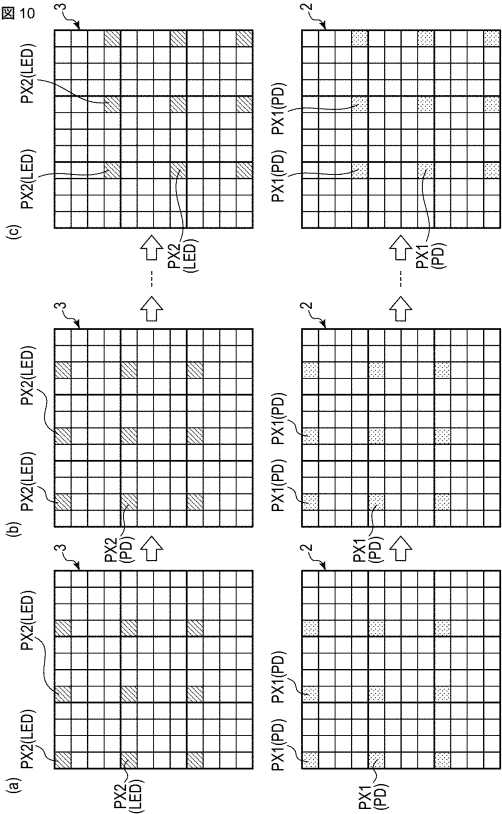 図10
(a)
PX2(LED)
PX2(LED)
3
PX2
(LED)
PX1(PD)
PX1(PD)
2
PX1
(PD)
(b)
PX2(LED)
PX2(LED)
3
PX2
(PD)
PX1(PD)
PX1(PD)
2
PX1
(PD)
(c)
PX2(LED)
PX2(LED)
3
PX2
(LED)
PX1(PD)
PX1(PD)
2
PX1
(PD)